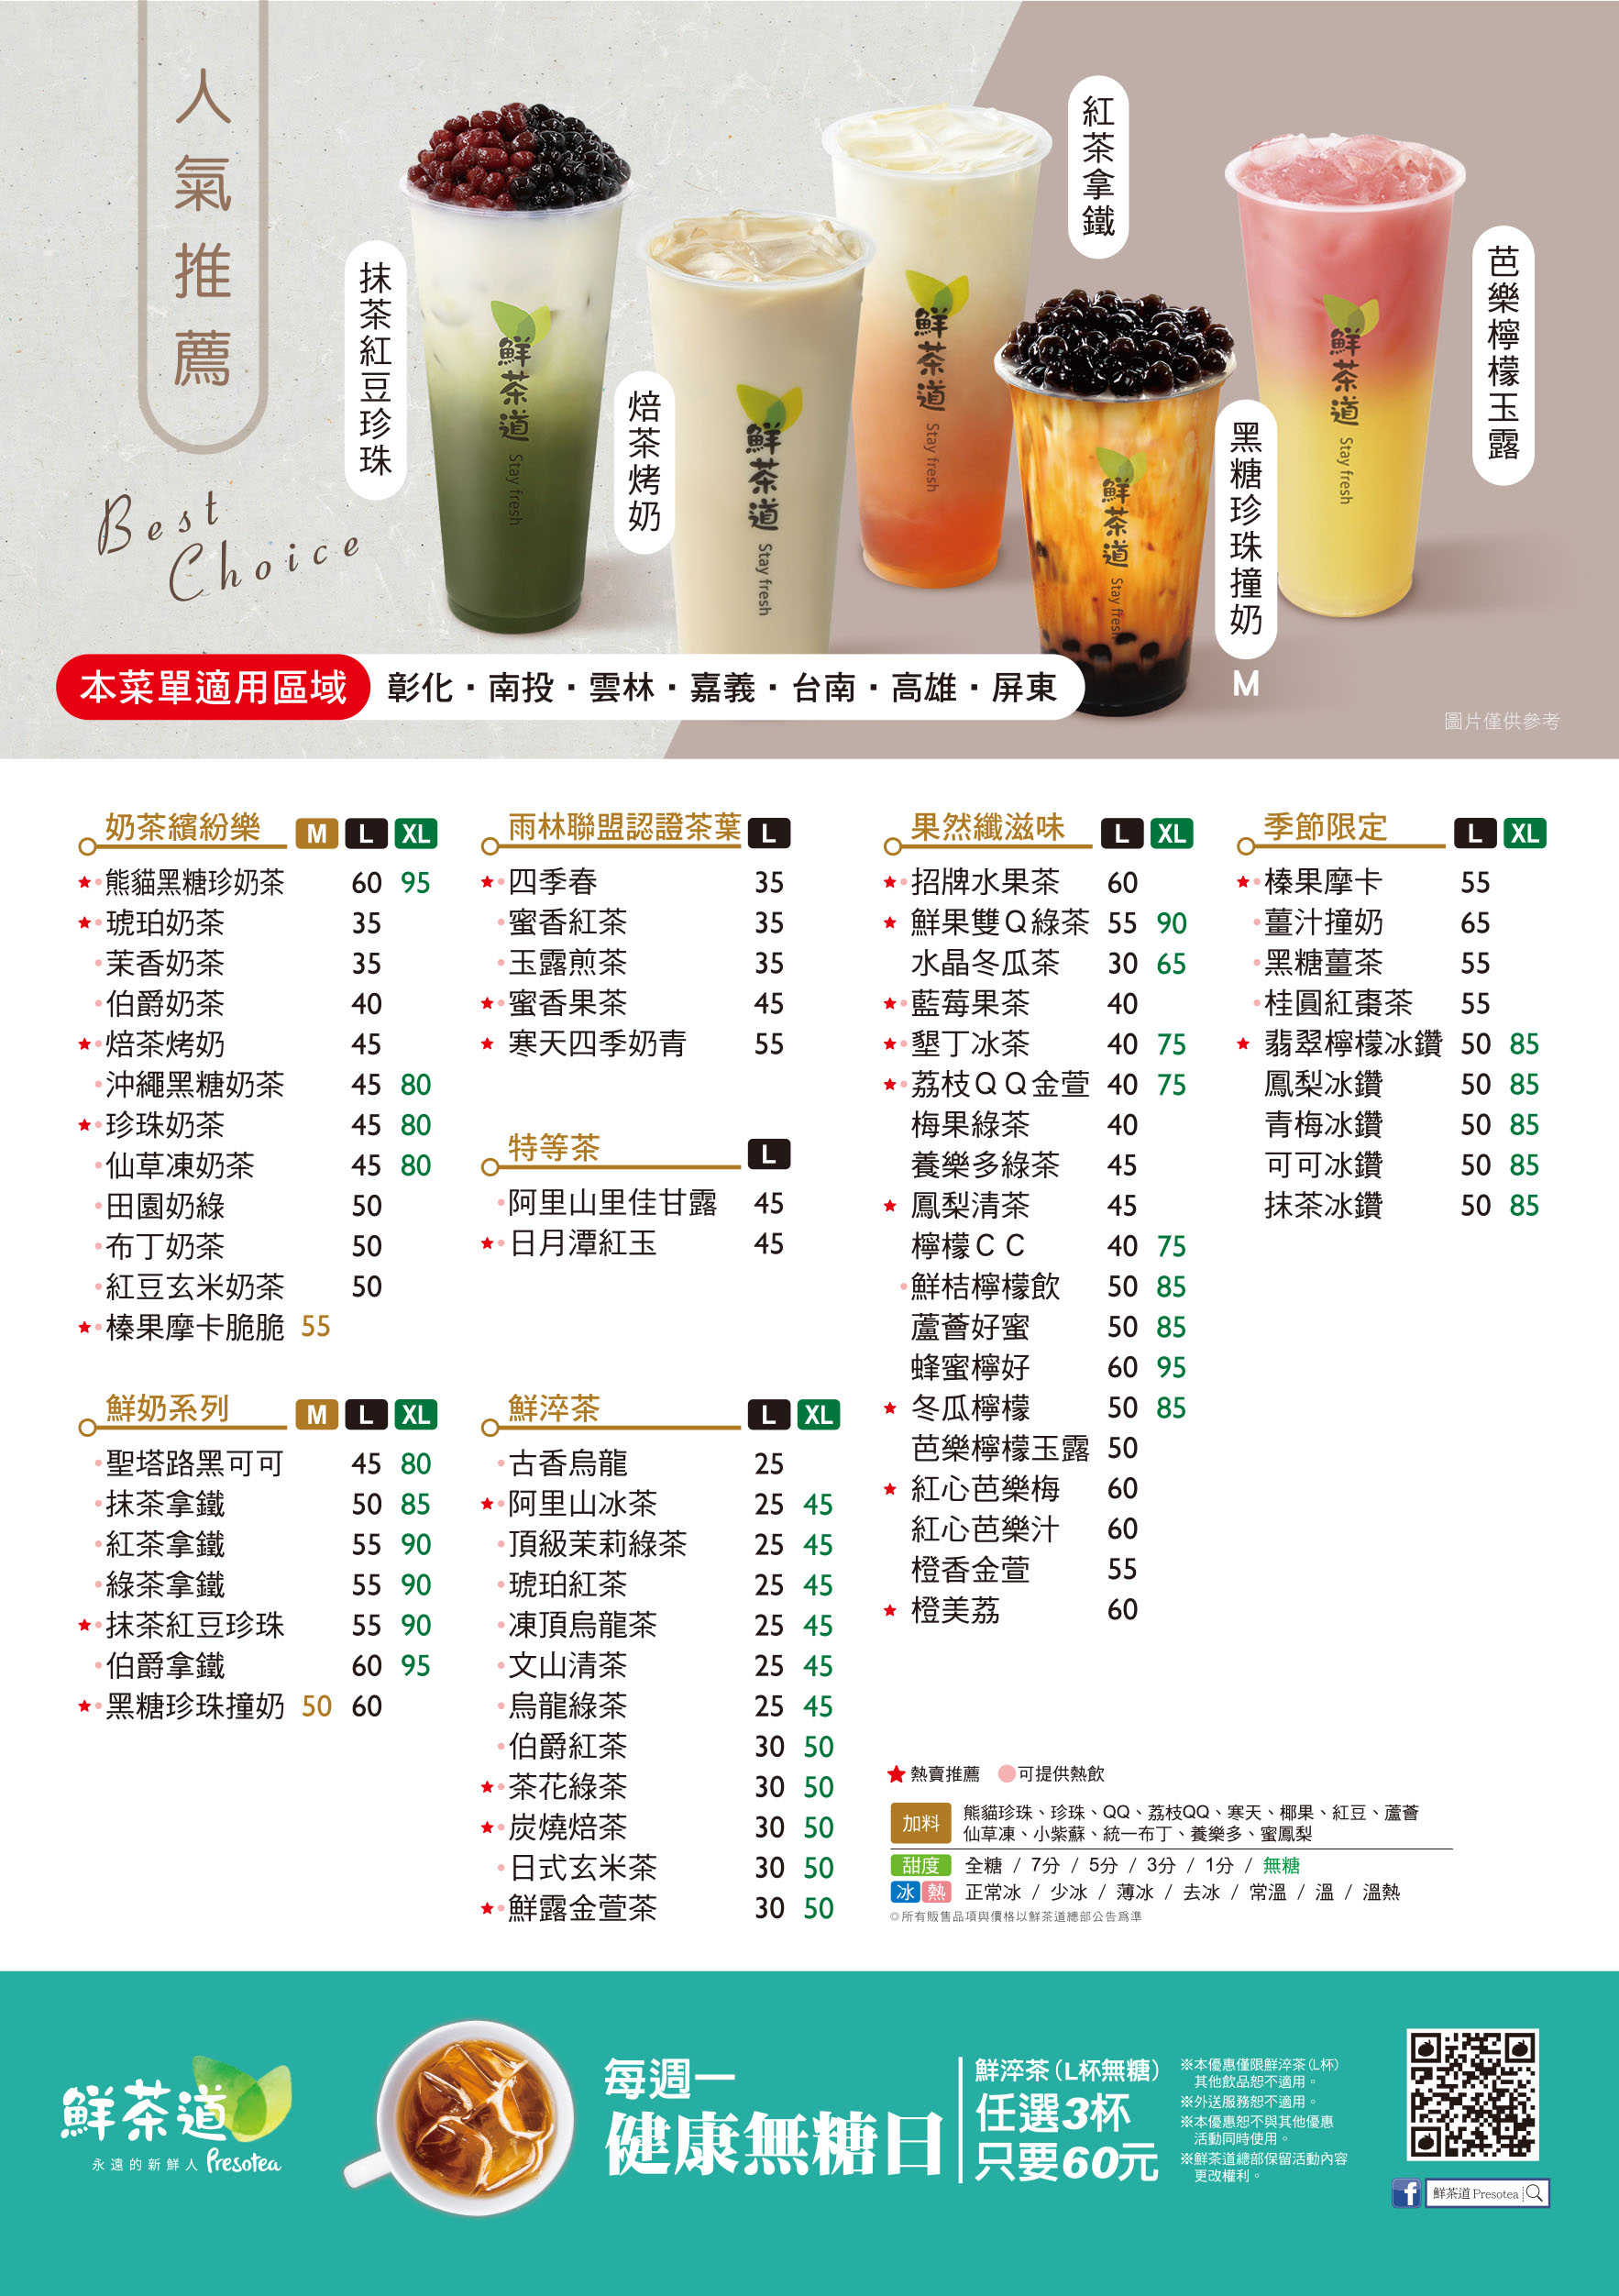 人氣推薦
Best
Choice
抹茶紅豆珍珠
焙茶烤奶
紅茶拿鐵
黑糖珍珠撞奶
M
芭樂檸檬玉露
鮮茶道 Stay fresh
鮮茶道 Stay fresh
鮮茶道 Stay fresh
鮮茶道 Stay fresh
鮮茶道 Stay fresh
本菜單適用區域 彰化・南投・雲林・嘉義・台南・高雄・屏東
圖片僅供參考
奶茶繽紛樂 M L XL
★•熊貓黑糖珍奶茶 60 95
★•琥珀奶茶 35
•茉香奶茶 35
•伯爵奶茶 40
★•焙茶烤奶 45
•沖繩黑糖奶茶 45 80
★•珍珠奶茶 45 80
•仙草凍奶茶 45 80
•田園奶綠 50
•布丁奶茶 50
•紅豆玄米奶茶 50
★•榛果摩卡脆脆 55
鮮奶系列 M L XL
•聖塔路黑可可 45 80
•抹茶拿鐵 50 85
•紅茶拿鐵 55 90
•綠茶拿鐵 55 90
★•抹茶紅豆珍珠 55 90
•伯爵拿鐵 60 95
★•黑糖珍珠撞奶 50 60
雨林聯盟認證茶葉 L
★•四季春 35
•蜜香紅茶 35
•玉露煎茶 35
★•蜜香果茶 45
★ 寒天四季奶青 55
特等茶 L
•阿里山里佳甘露 45
★•日月潭紅玉 45
鮮淬茶 L XL
•古香烏龍 25
★•阿里山冰茶 25 45
•頂級茉莉綠茶 25 45
•琥珀紅茶 25 45
•凍頂烏龍茶 25 45
•文山清茶 25 45
•烏龍綠茶 25 45
•伯爵紅茶 30 50
★•茶花綠茶 30 50
★•炭燒焙茶 30 50
•日式玄米茶 30 50
★•鮮露金萱茶 30 50
果然纖滋味 L XL
★•招牌水果茶 60
★ 鮮果雙Q綠茶 55 90
水晶冬瓜茶 30 65
★•藍莓果茶 40
★•墾丁冰茶 40 75
★•荔枝QQ金萱 40 75
梅果綠茶 40
養樂多綠茶 45
★ 鳳梨清茶 45
檸檬CC 40 75
•鮮桔檸檬飲 50 85
蘆薈好蜜 50 85
蜂蜜檸好 60 95
★ 冬瓜檸檬 50 85
芭樂檸檬玉露 50
★ 紅心芭樂梅 60
紅心芭樂汁 60
橙香金萱 55
★ 橙美荔 60
季節限定 L XL
★•榛果摩卡 55
•薑汁撞奶 65
•黑糖薑茶 55
•桂圓紅棗茶 55
★ 翡翠檸檬冰鑽 50 85
鳳梨冰鑽 50 85
青梅冰鑽 50 85
可可冰鑽 50 85
抹茶冰鑽 50 85
★熱賣推薦 ●可提供熱飲
加料 熊貓珍珠、珍珠、QQ、荔枝QQ、寒天、椰果、紅豆、蘆薈
仙草凍、小紫蘇、統一布丁、養樂多、蜜鳳梨
甜度 全糖 / 7分 / 5分 / 3分 / 1分 / 無糖
冰 熱 正常冰 / 少冰 / 薄冰 / 去冰 / 常溫 / 溫 / 溫熱
◎所有販售品項與價格以鮮茶道總部公告為準
鮮茶道
永遠的新鮮人 Presotea
每週一
健康無糖日
鮮淬茶(L杯無糖)
任選3杯
只要60元
※本優惠僅限鮮淬茶(L杯)
其他飲品恕不適用。
※外送服務恕不適用。
※本優惠恕不與其他優惠
活動同時使用。
※鮮茶道總部保留活動內容
更改權利。
f 鮮茶道 Presotea